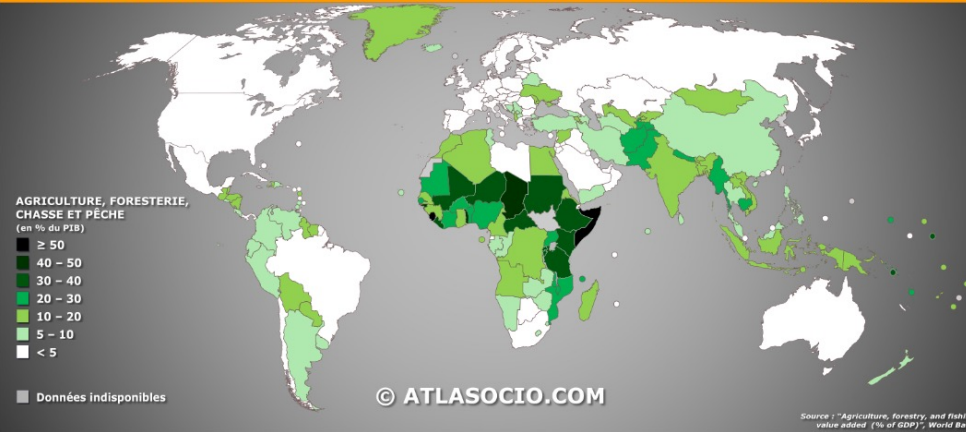 AGRICULTURE, FORESTERIE,
CHASSE ET PÊCHE
(en % du PIB)
≥ 50
40 – 50
30 – 40
20 – 30
10 – 20
5 – 10
< 5
Données indisponibles
© ATLASOCIO.COM
Source : "Agriculture, forestry, and fishi
value added (% of GDP)", World Ba